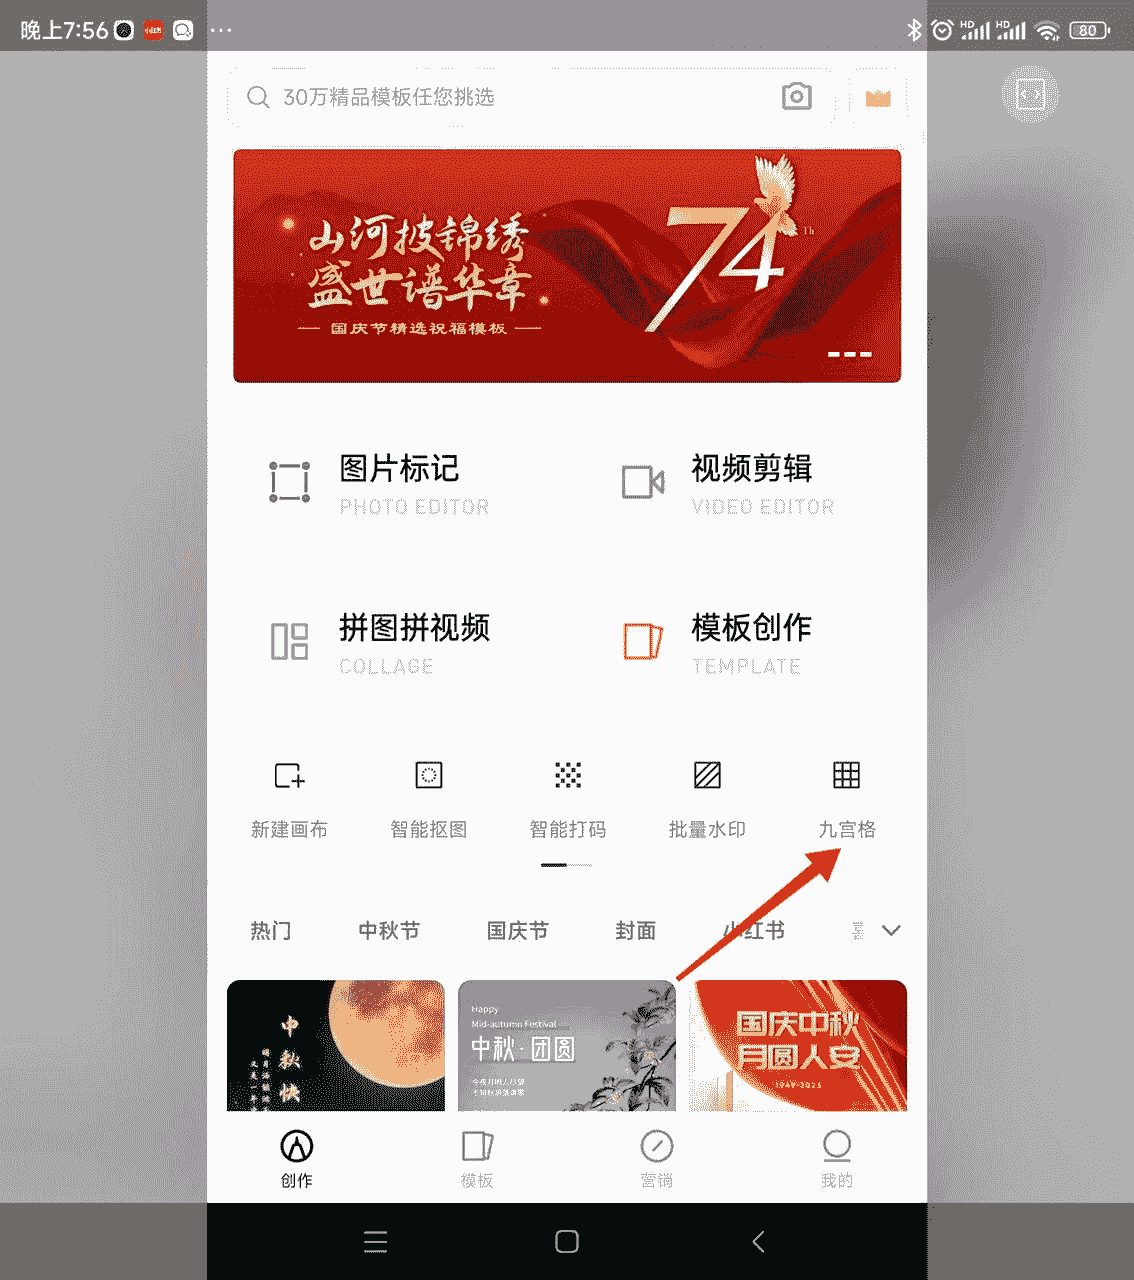 晚上7:56
HD HD 80
30万精品模板任您挑选
山河披锦绣
盛世谱华章
74Th
国庆节精选祝福模板
图片标记
PHOTO EDITOR
视频剪辑
VIDEO EDITOR
拼图拼视频
COLLAGE
模板创作
TEMPLATE
新建画布
智能抠图
智能打码
批量水印
九宫格
热门
中秋节
国庆节
封面
小红书
中秋快
Happy
Mid-autumn Festival
中秋·团圆
国庆中秋
月圆人安
1949-2023
创作
模板
营销
我的